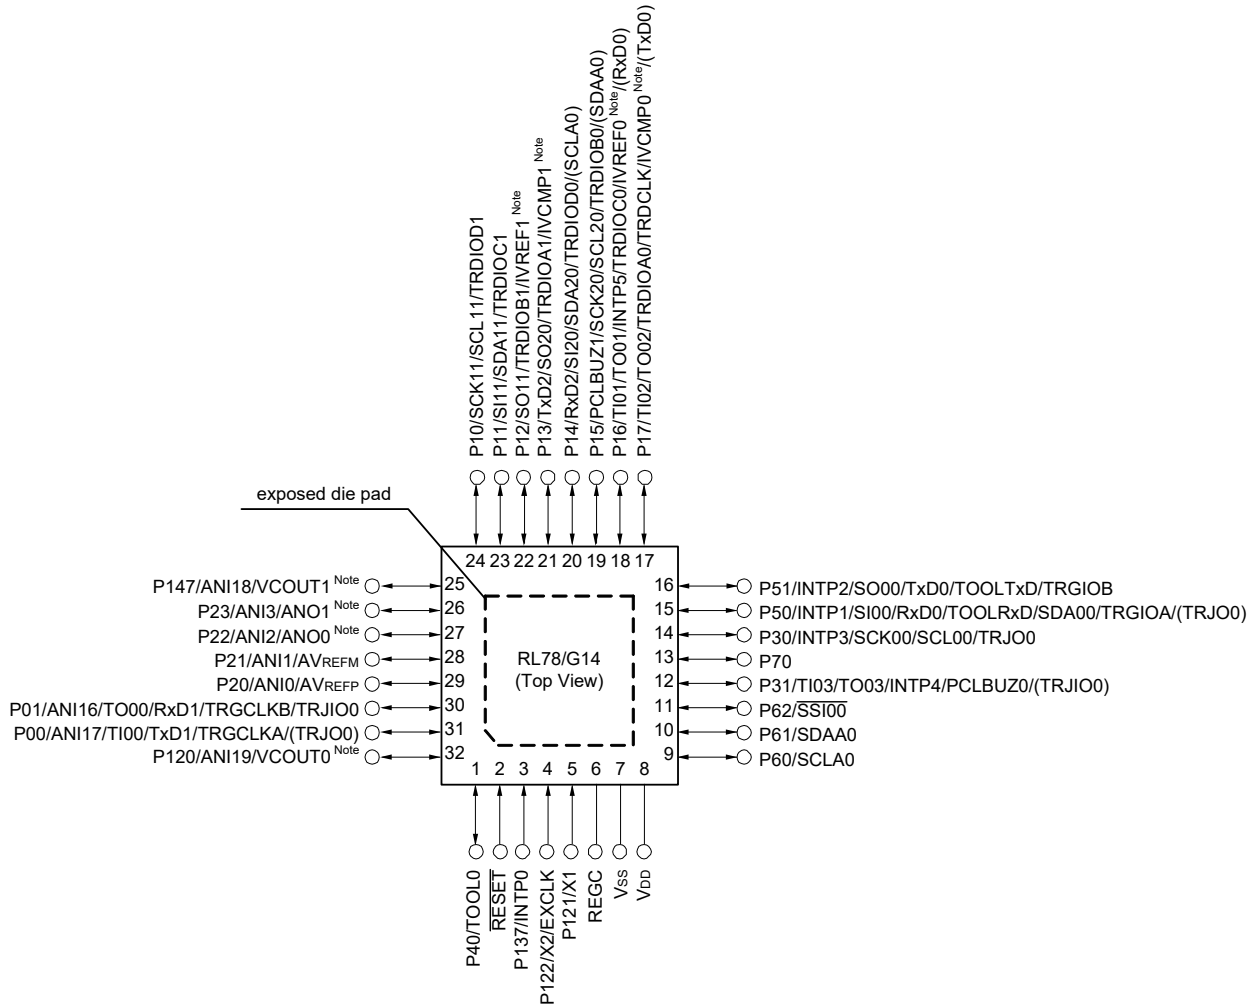 P10/SCK11/SCL11/TRDIOD1
P11/SI11/SDA11/TRDIOC1
P12/SO11/TRDIOB1/IVREF1 Note
P13/TxD2/SO20/TRDIOA1/IVCMP1 Note
P14/RxD2/SI20/SDA20/TRDIOD0/(SCLA0)
P15/PCLBUZ1/SCK20/SCL20/TRDIOB0/(SDAA0)
P16/TI01/TO01/INTP5/TRDIOC0/IVREF0 Note/(RxD0)
P17/TI02/TO02/TRDIOA0/TRDCLK/IVCMP0 Note/(TxD0)
exposed die pad
24 23 22 21 20 19 18 17
P147/ANI18/VCOUT1 Note 25
P23/ANI3/ANO1 Note 26
P22/ANI2/ANO0 Note 27
P21/ANI1/AVREFM 28
P20/ANI0/AVREFP 29
P01/ANI16/TO00/RxD1/TRGCLKB/TRJIO0 30
P00/ANI17/TI00/TxD1/TRGCLKA/(TRJO0) 31
P120/ANI19/VCOUT0 Note 32
RL78/G14
(Top View)
16 P51/INTP2/SO00/TxD0/TOOLTxD/TRGIOB
15 P50/INTP1/SI00/RxD0/TOOLRxD/SDA00/TRGIOA/(TRJO0)
14 P30/INTP3/SCK00/SCL00/TRJO0
13 P70
12 P31/TI03/TO03/INTP4/PCLBUZ0/(TRJIO0)
11 P62/SSI00
10 P61/SDAA0
9 P60/SCLA0
1 2 3 4 5 6 7 8
P40/TOOL0
RESET
P137/INTP0
P122/X2/EXCLK
P121/X1
REGC
VSS
VDD